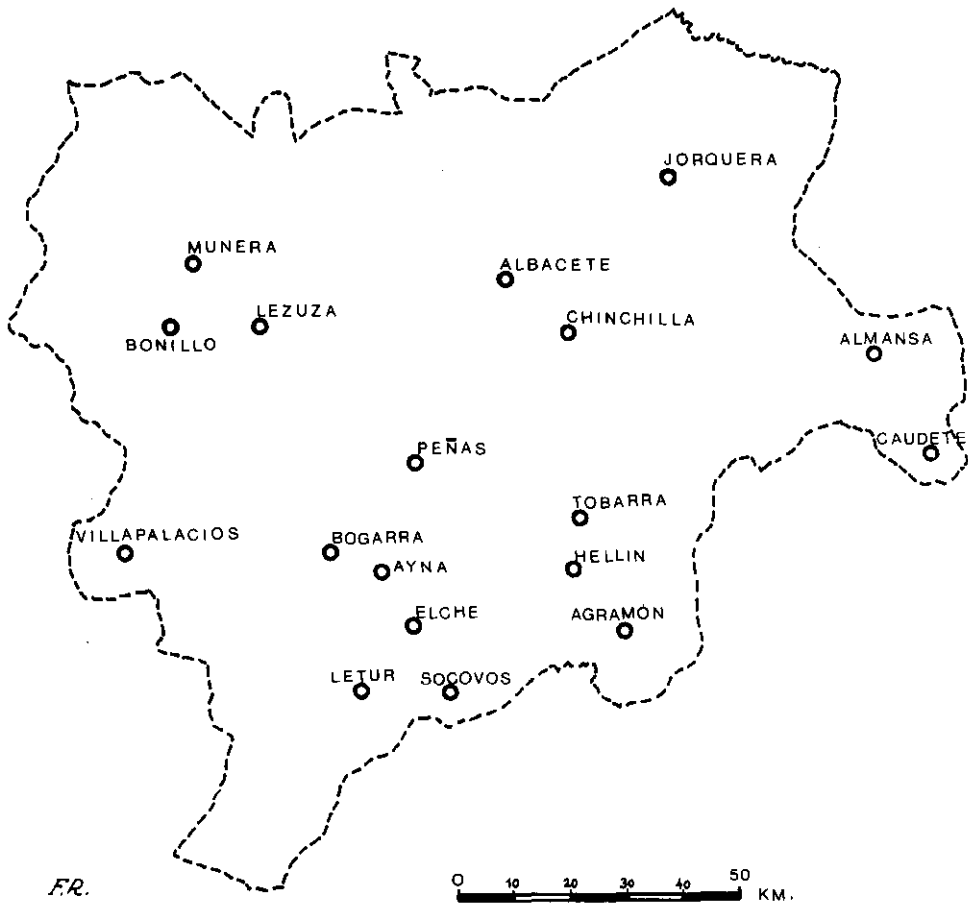 JORQUERA
MUNERA
ALBACETE
LEZUZA
CHINCHILLA
BONILLO
ALMANSA
CAUDETE
PEÑAS
TOBARRA
VILLAPALACIOS
BOGARRA
HELLIN
AYNA
ELCHE
AGRAMÓN
LETUR
SOCOVOS
F.R.
0 10 20 30 40 50
KM.